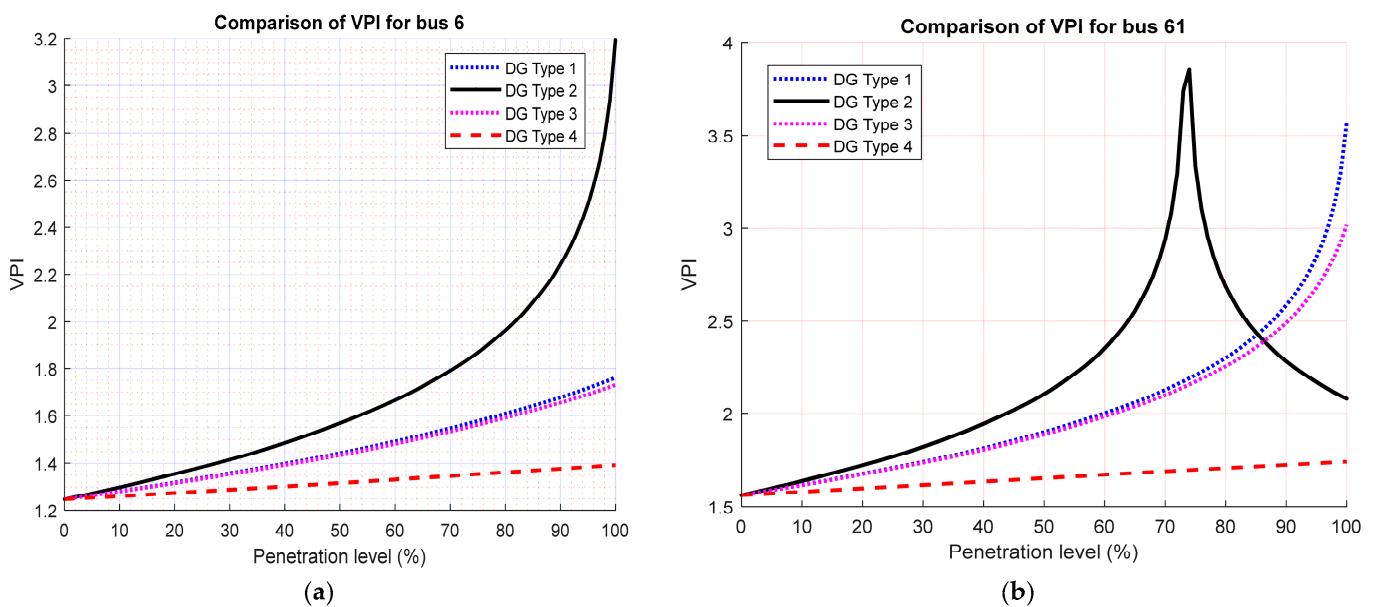 Comparison of VPI for bus 6
3.2
3
2.8
2.6
2.4
2.2
2
1.8
1.6
1.4
1.2
VPI
DG Type 1
DG Type 2
DG Type 3
DG Type 4
0 10 20 30 40 50 60 70 80 90 100
Penetration level (%)
(a)
Comparison of VPI for bus 61
4
3.5
3
2.5
2
1.5
VPI
DG Type 1
DG Type 2
DG Type 3
DG Type 4
0 10 20 30 40 50 60 70 80 90 100
Penetration level (%)
(b)